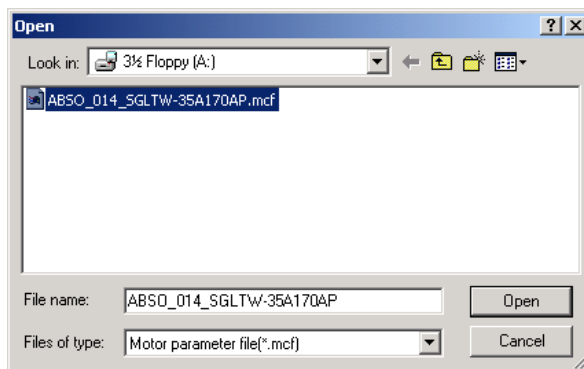 Open
Look in: 3½ Floppy (A:)
ABSO_014_SGLTW-35A170AP.mcf
File name: ABSO_014_SGLTW-35A170AP Open
Files of type: Motor parameter file(*.mcf) Cancel